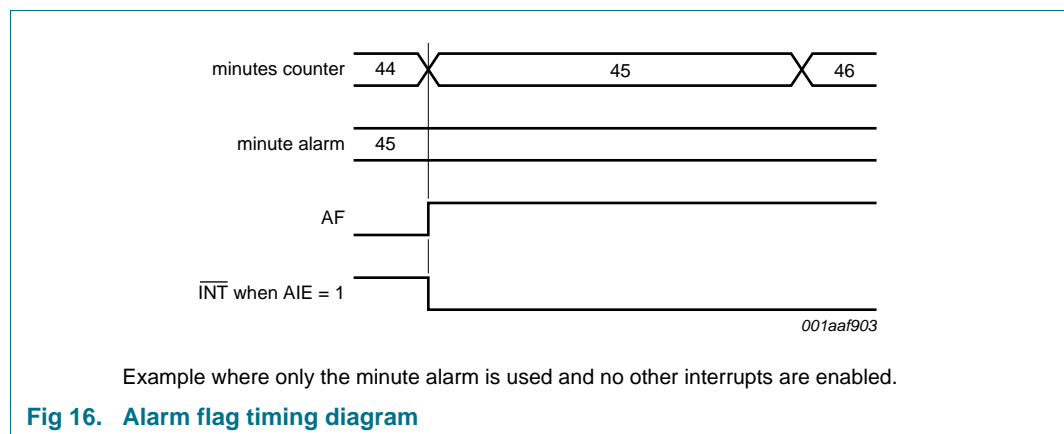 minutes counter 44 45 46
minute alarm 45
AF
INT when AIE = 1
001aaf903
Example where only the minute alarm is used and no other interrupts are enabled.
Fig 16. Alarm flag timing diagram